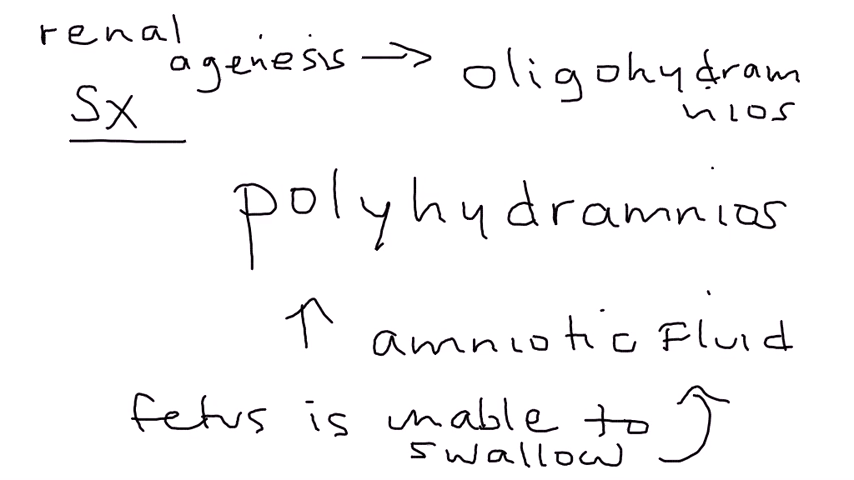 renal
agenesis → oligohydram
nios
Sx
polyhydramnios
↑ amniotic Fluid
fetus is unable to
swallow